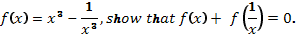 f(x) = x³ − 1/x³, show that f(x) + f(1/x) = 0.